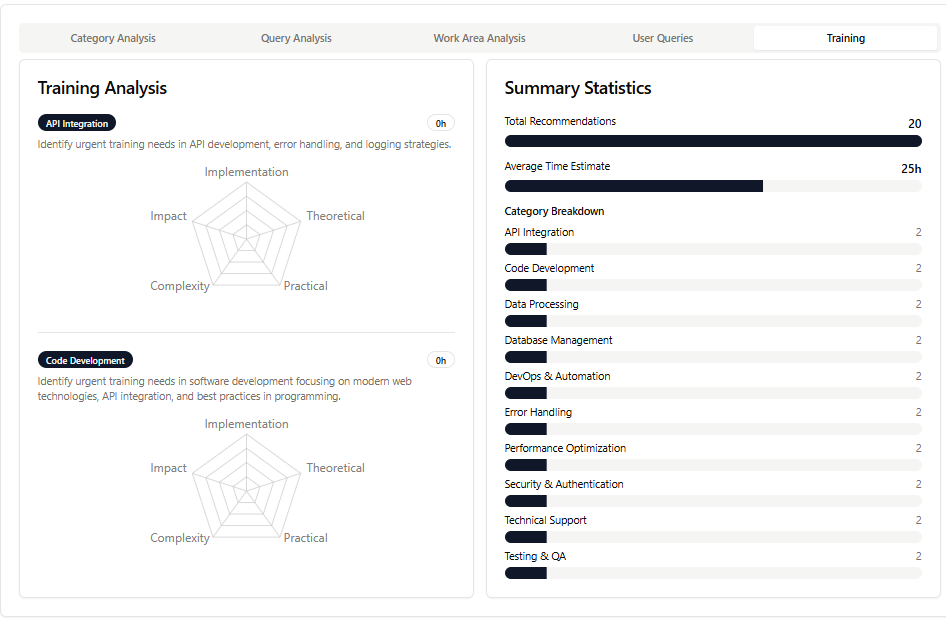 Category Analysis
Query Analysis
Work Area Analysis
User Queries
Training
Training Analysis
API Integration
0h
Identify urgent training needs in API development, error handling, and logging strategies.
Implementation
Impact
Theoretical
Complexity
Practical
Code Development
0h
Identify urgent training needs in software development focusing on modern web
technologies, API integration, and best practices in programming.
Implementation
Impact
Theoretical
Complexity
Practical
Summary Statistics
Total Recommendations
20
Average Time Estimate
25h
Category Breakdown
API Integration
2
Code Development
2
Data Processing
2
Database Management
2
DevOps & Automation
2
Error Handling
2
Performance Optimization
2
Security & Authentication
2
Technical Support
2
Testing & QA
2